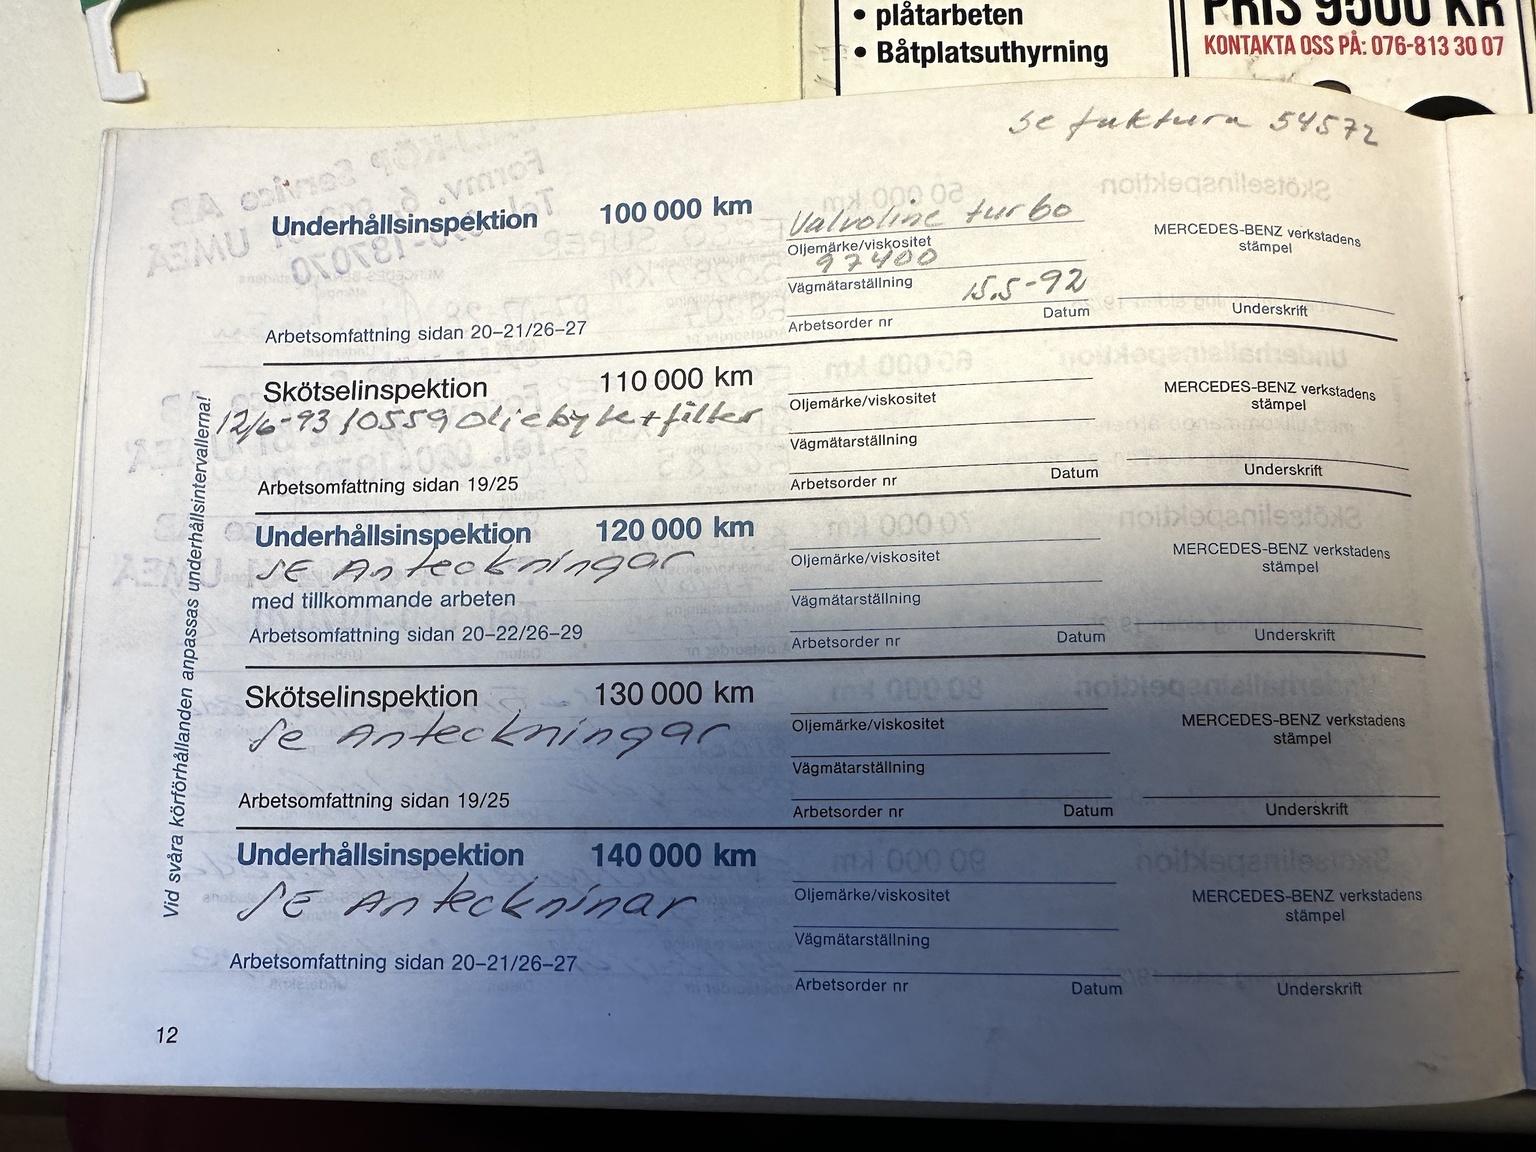 • plåtarbeten
• Båtplatsuthyrning
PRIS 9500 KR
KONTAKTA OSS PÅ: 076-813 30 07
se faktura 54572
Underhållsinspektion 100 000 km
Valvoline turbo
Oljemärke/viskositet
97400
Vägmätarställning
15.5-92
Arbetsorder nr Datum
MERCEDES-BENZ verkstadens
stämpel
Underskrift
Arbetsomfattning sidan 20–21/26–27
Skötselinspektion 110 000 km
12/6-93 10559 Oljebyte + filter
Oljemärke/viskositet
Vägmätarställning
Arbetsorder nr Datum
MERCEDES-BENZ verkstadens
stämpel
Underskrift
Arbetsomfattning sidan 19/25
Underhållsinspektion 120 000 km
SE Anteckningar
med tillkommande arbeten
Arbetsomfattning sidan 20–22/26–29
Oljemärke/viskositet
Vägmätarställning
Arbetsorder nr Datum
MERCEDES-BENZ verkstadens
stämpel
Underskrift
Skötselinspektion 130 000 km
Se Anteckningar
Arbetsomfattning sidan 19/25
Oljemärke/viskositet
Vägmätarställning
Arbetsorder nr Datum
MERCEDES-BENZ verkstadens
stämpel
Underskrift
Underhållsinspektion 140 000 km
SE Anteckninar
Arbetsomfattning sidan 20–21/26–27
Oljemärke/viskositet
Vägmätarställning
Arbetsorder nr Datum
MERCEDES-BENZ verkstadens
stämpel
Underskrift
Vid svåra körförhållanden anpassas underhållsintervallerna!
12